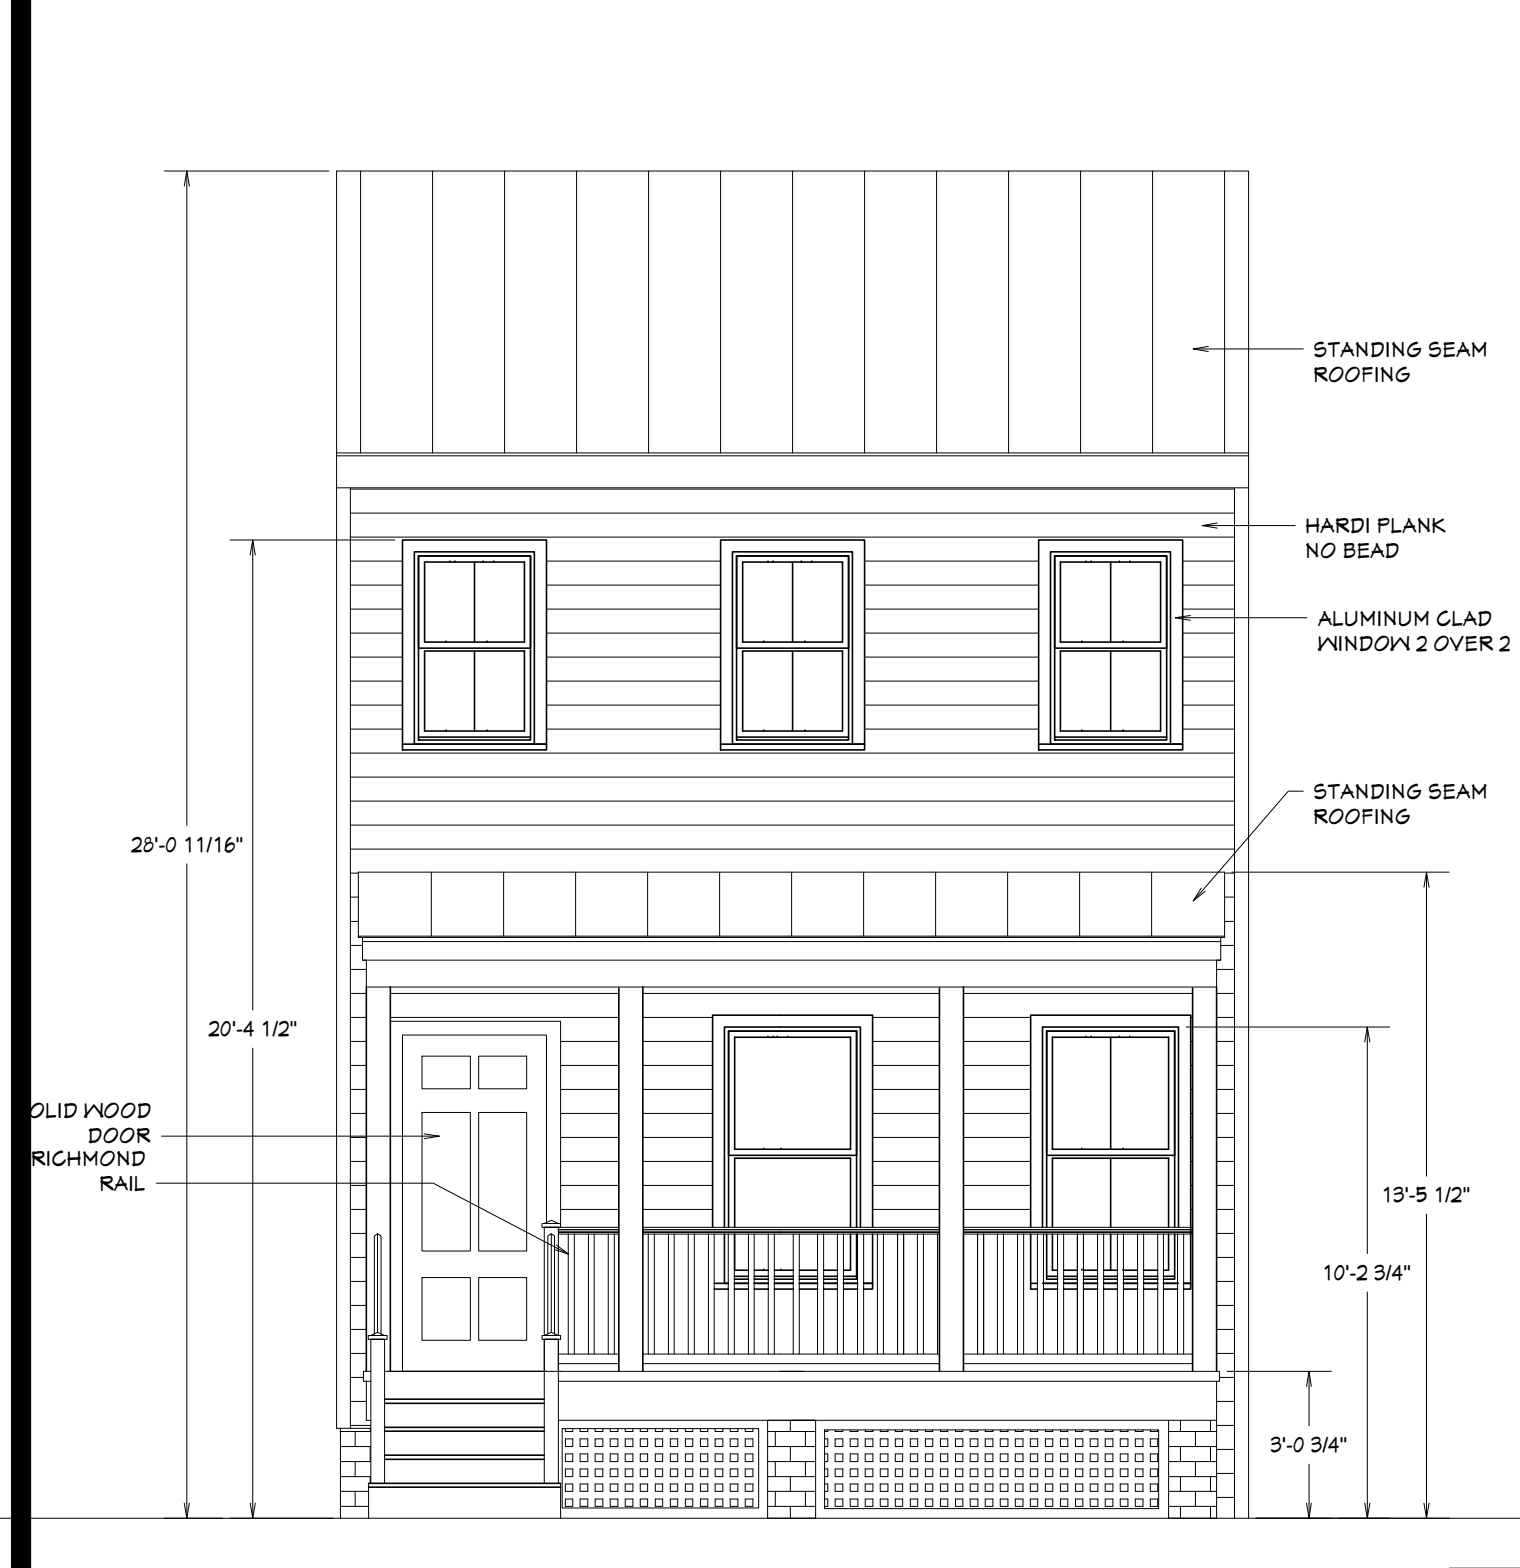 STANDING SEAM
ROOFING
HARDI PLANK
NO BEAD
ALUMINUM CLAD
WINDOW 2 OVER 2
STANDING SEAM
ROOFING
28'-0 11/16"
20'-4 1/2"
OLID WOOD
DOOR
RICHMOND
RAIL
13'-5 1/2"
10'-2 3/4"
3'-0 3/4"